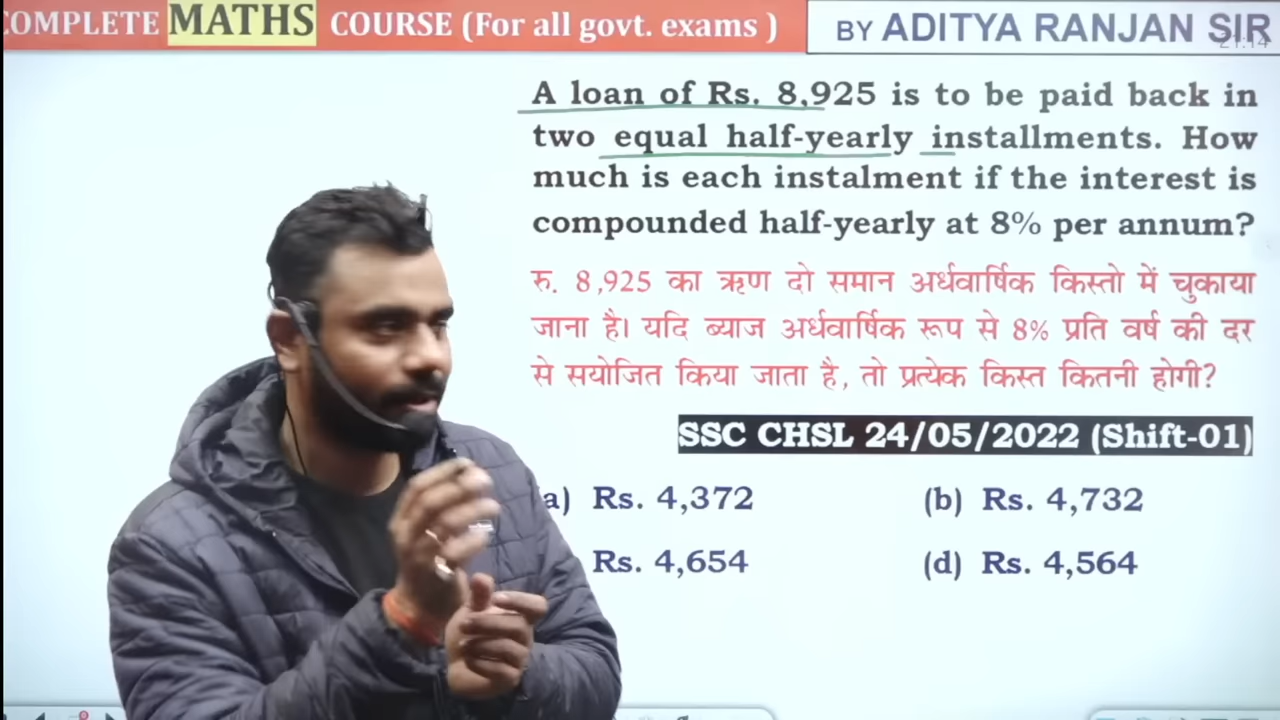 COMPLETE MATHS COURSE (For all govt. exams )
BY ADITYA RANJAN SIR
21:14
A loan of Rs. 8,925 is to be paid back in
two equal half-yearly installments. How
much is each instalment if the interest is
compounded half-yearly at 8% per annum?
रु. 8,925 का ऋण दो समान अर्धवार्षिक किस्तो में चुकाया
जाना है। यदि ब्याज अर्धवार्षिक रूप से 8% प्रति वर्ष की दर
से सयोजित किया जाता है, तो प्रत्येक किस्त कितनी होगी?
SSC CHSL 24/05/2022 (Shift-01)
a) Rs. 4,372 (b) Rs. 4,732
Rs. 4,654 (d) Rs. 4,564